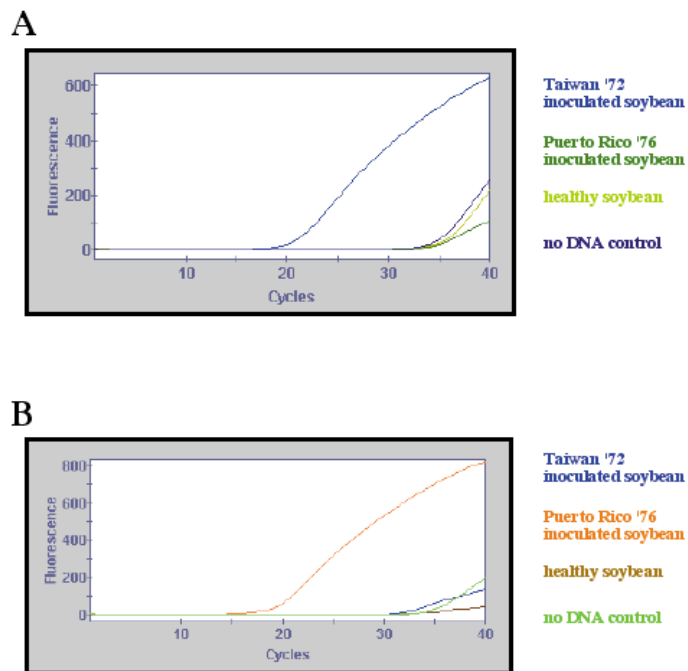 A
600
400
200
0
Fluorescence
10 20 30 40
Cycles
Taiwan '72
inoculated soybean
Puerto Rico '76
inoculated soybean
healthy soybean
no DNA control
B
800
600
400
200
0
Fluorescence
10 20 30 40
Cycles
Taiwan '72
inoculated soybean
Puerto Rico '76
inoculated soybean
healthy soybean
no DNA control